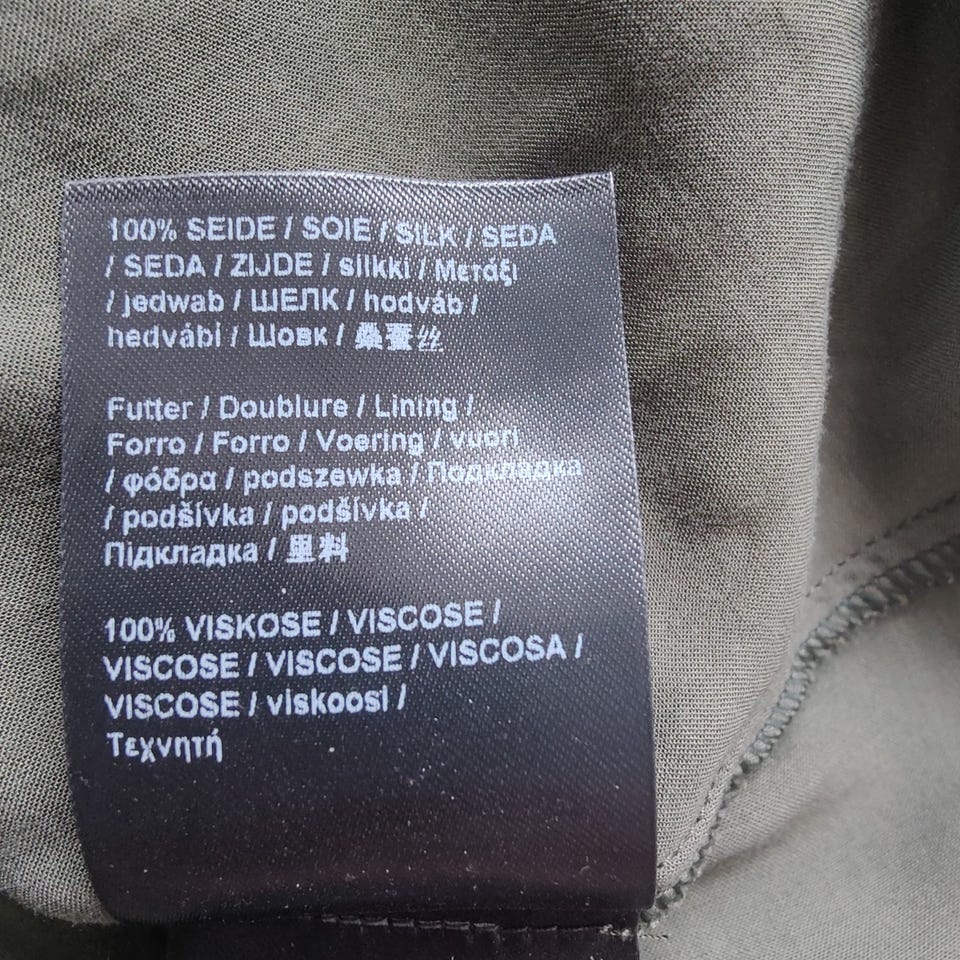 100% SEIDE / SOIE / SILK / SEDA
/ SEDA / ZIJDE / silkki / Μετάξι
/ jedwab / ШЕЛК / hodváb /
hedvábí / Шовк / 桑蚕丝
Futter / Doublure / Lining /
Forro / Forro / Voering / vuori
/ φόδρα / podszewka / Подкладка
/ podšívka / podšívka /
Підкладка / 里料
100% VISKOSE / VISCOSE /
VISCOSE / VISCOSE / VISCOSA /
VISCOSE / viskoosi /
Τεχνητή